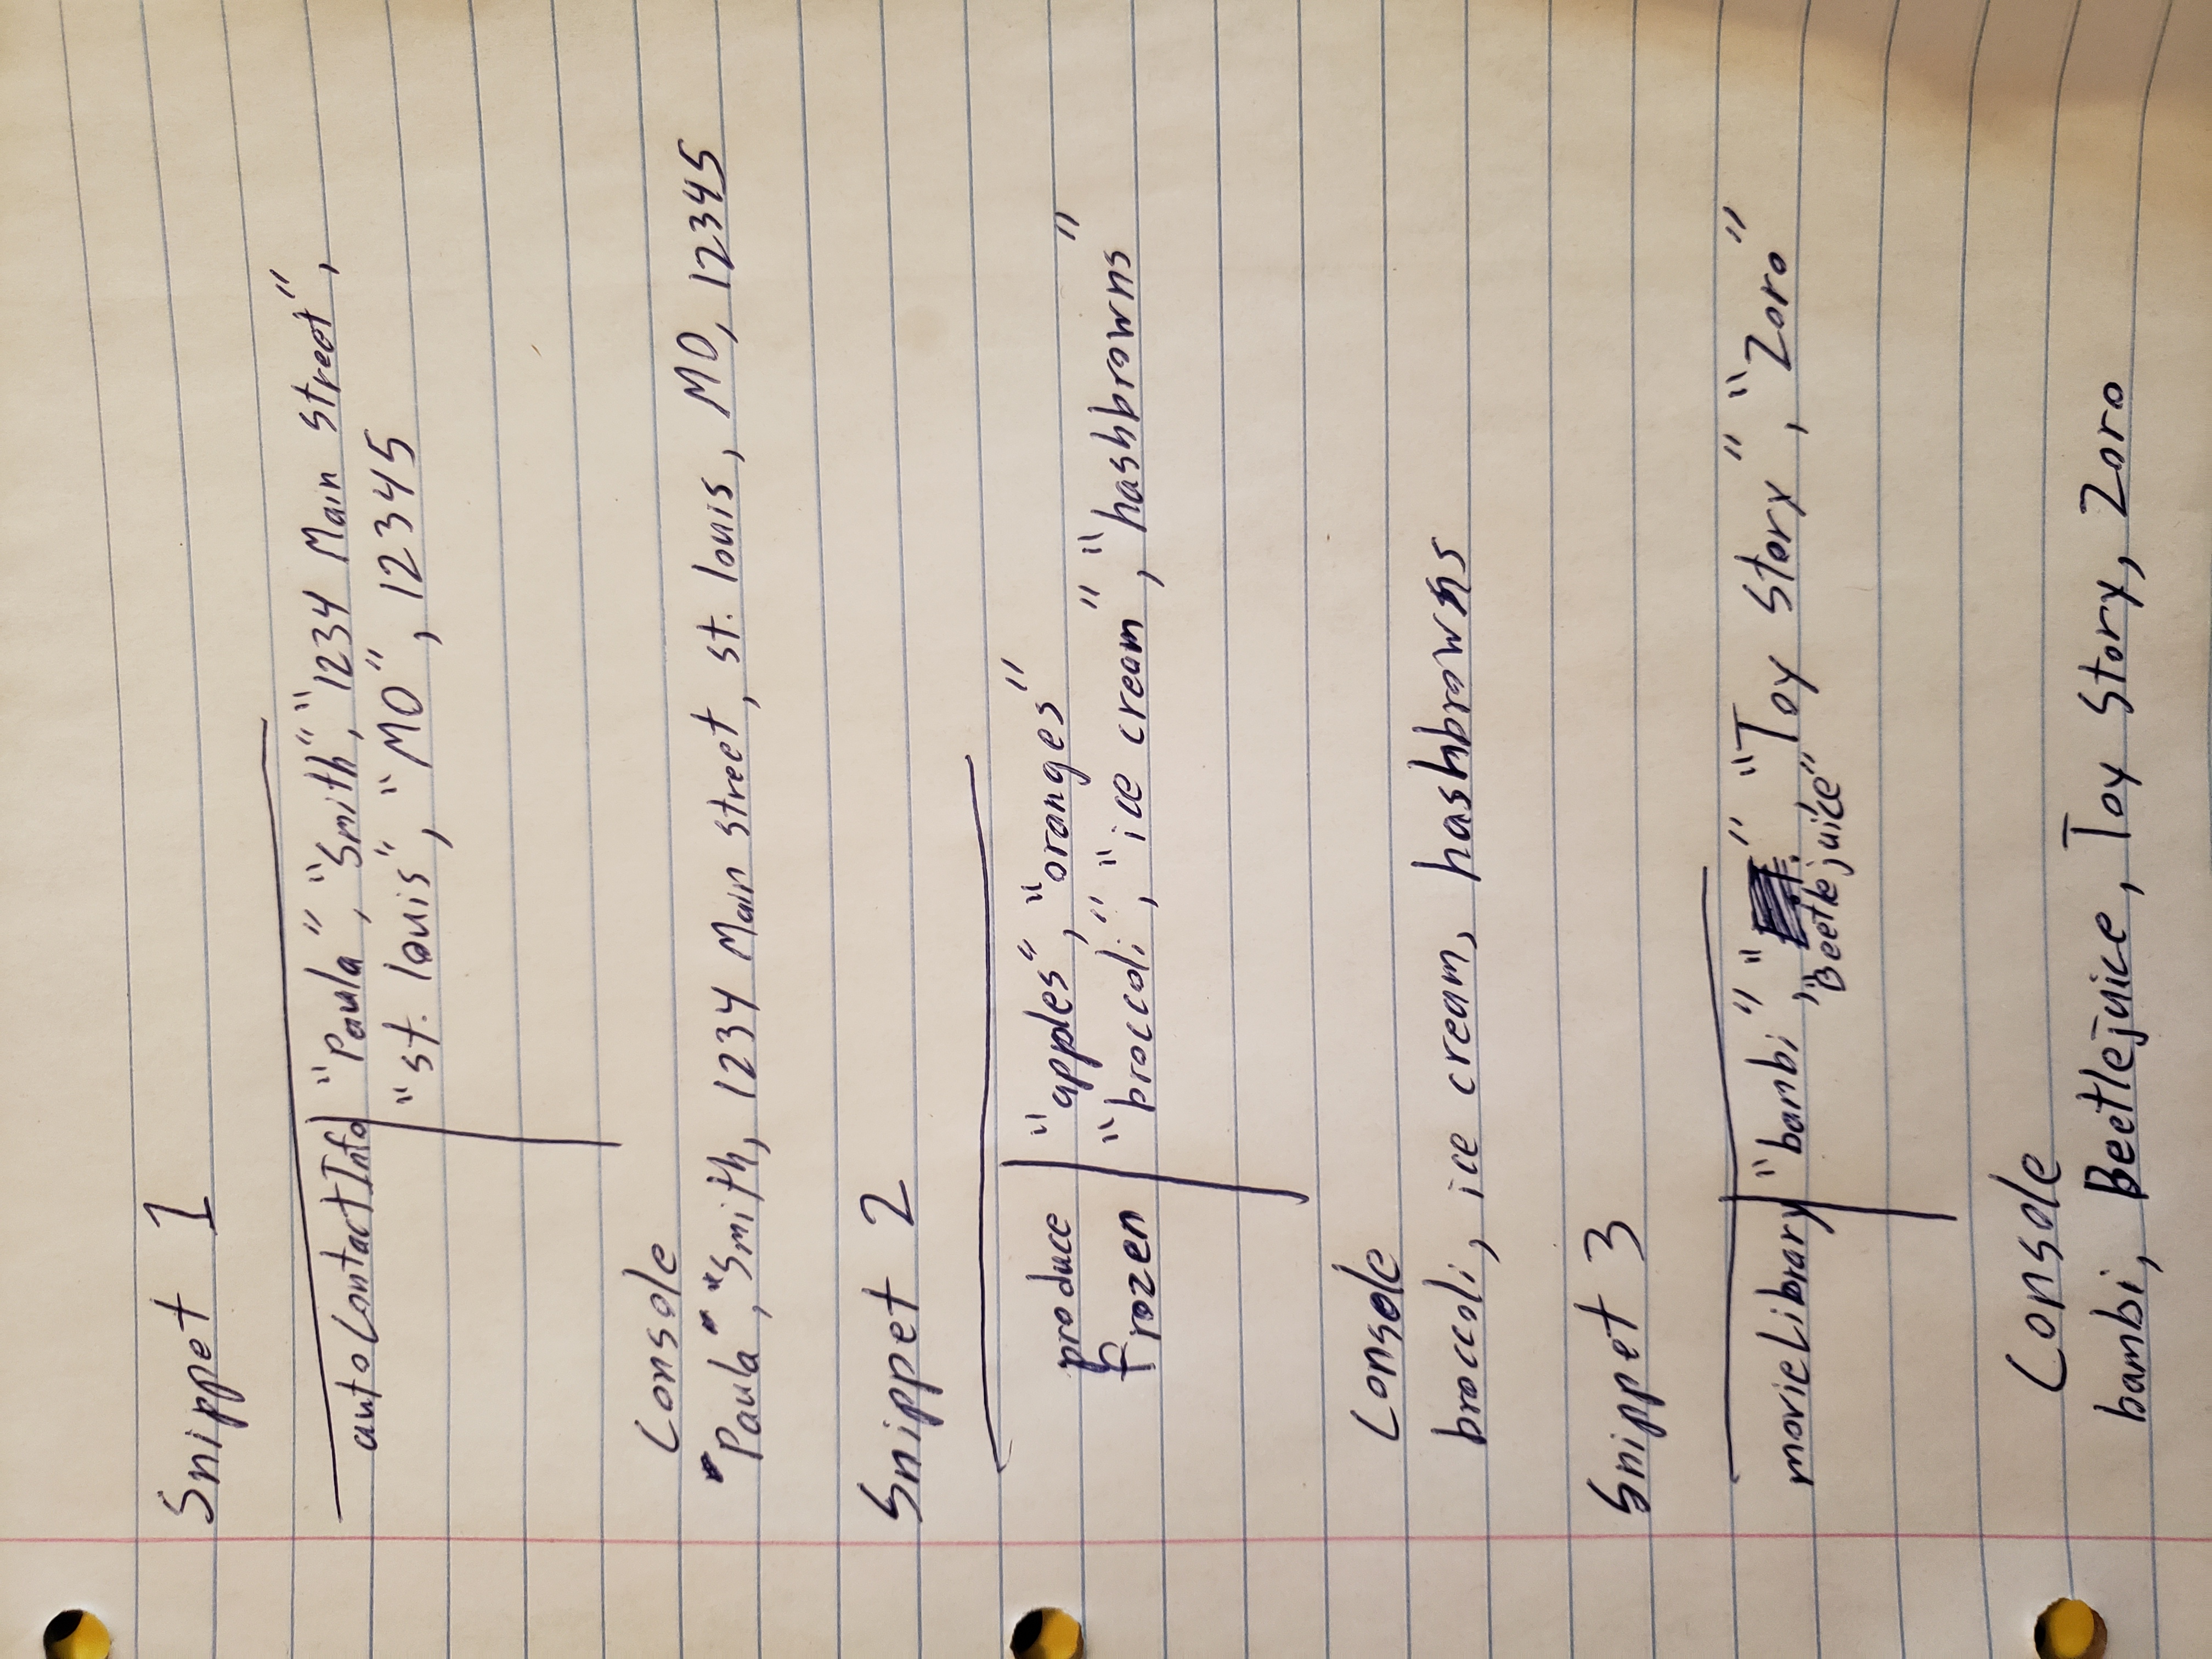 Snippet 1
autoContactInfo "Paula", "Smith", "1234 Main street",
"st. louis", "MO", 12345
Console
"Paula", "Smith, 1234 Main street, st. louis, MO, 12345
Snippet 2
produce "apples", "oranges"
frozen "broccoli", "ice cream", "hashbrowns"
Console
broccoli, ice cream, hashbrowns
Snippet 3
movieLibrary "bambi", " ", "Toy Story", "Zoro"
"Beetlejuice"
Console
bambi, Beetlejuice, Toy Story, Zoro